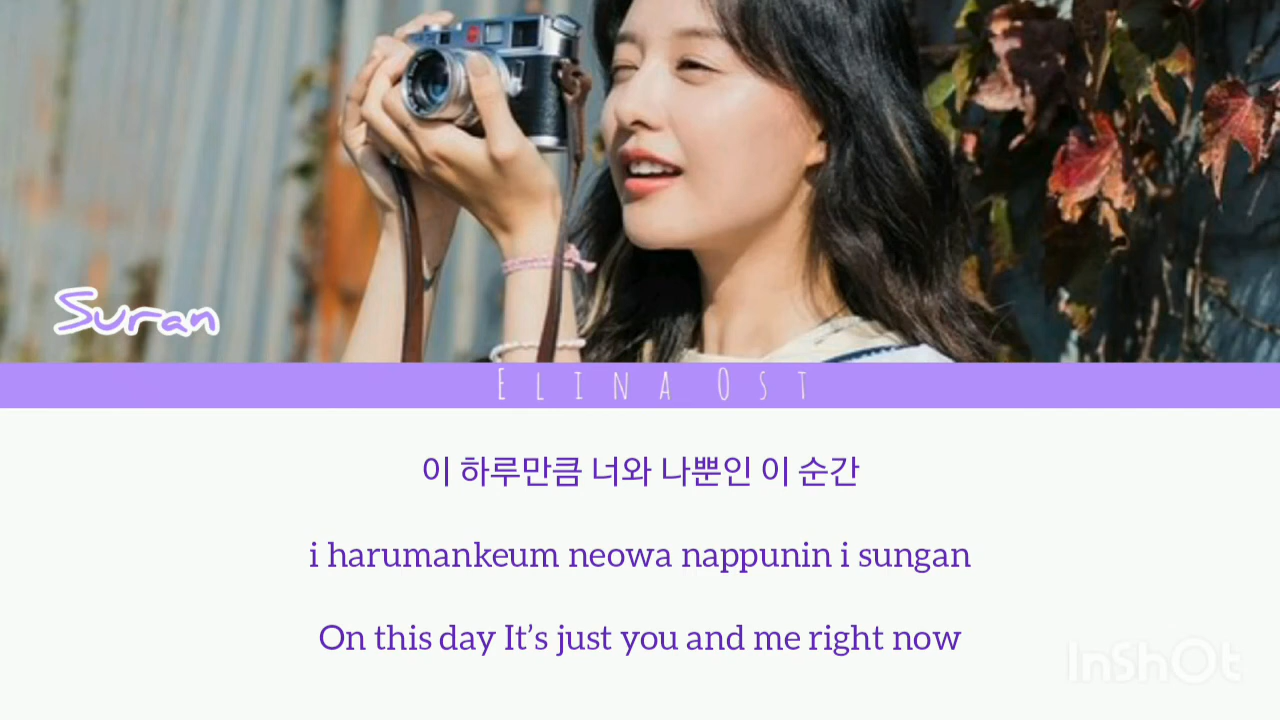 Suran
Elina Ost
이 하루만큼 너와 나뿐인 이 순간
i harumankeum neowa nappunin i sungan
On this day It’s just you and me right now
InShOt